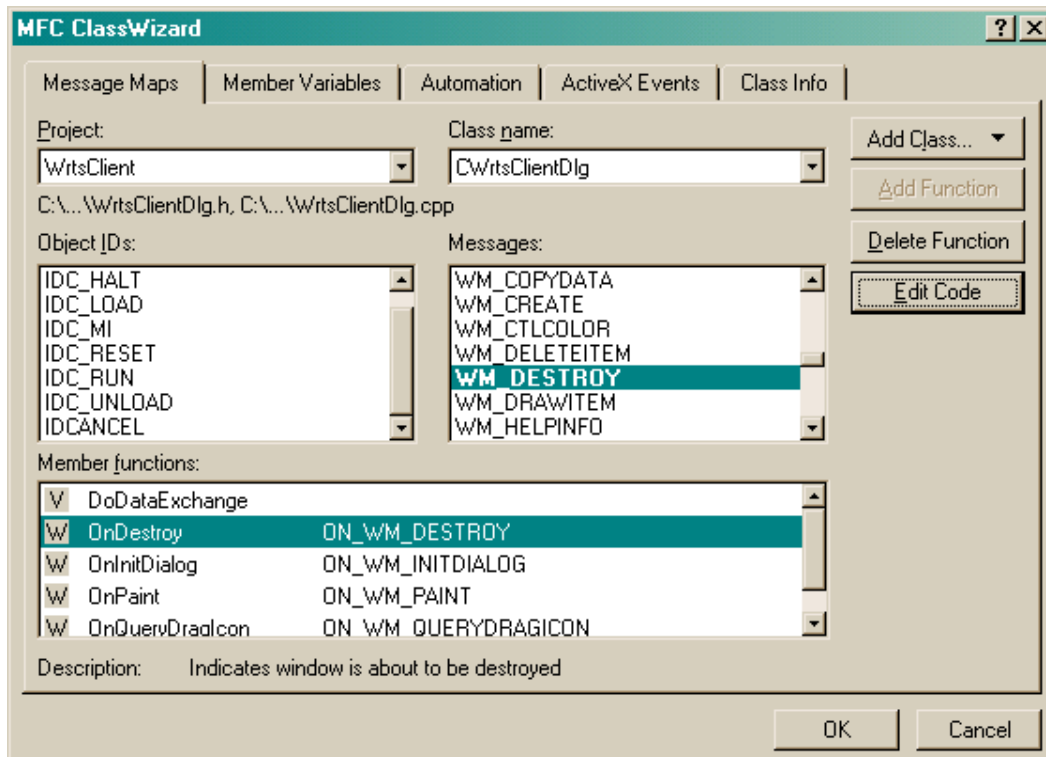 MFC ClassWizard
Message Maps Member Variables Automation ActiveX Events Class Info
Project: Class name:
WrtsClient CWrtsClientDlg
Add Class...
Add Function
Delete Function
Edit Code
C:\...\WrtsClientDlg.h, C:\...\WrtsClientDlg.cpp
Object IDs:
IDC_HALT
IDC_LOAD
IDC_MI
IDC_RESET
IDC_RUN
IDC_UNLOAD
IDCANCEL
Messages:
WM_COPYDATA
WM_CREATE
WM_CTLCOLOR
WM_DELETEITEM
WM_DESTROY
WM_DRAWITEM
WM_HELPINFO
Member functions:
V DoDataExchange
W OnDestroy ON_WM_DESTROY
W OnInitDialog ON_WM_INITDIALOG
W OnPaint ON_WM_PAINT
W OnQueryDragIcon ON_WM_QUERYDRAGICON
Description: Indicates window is about to be destroyed
OK Cancel